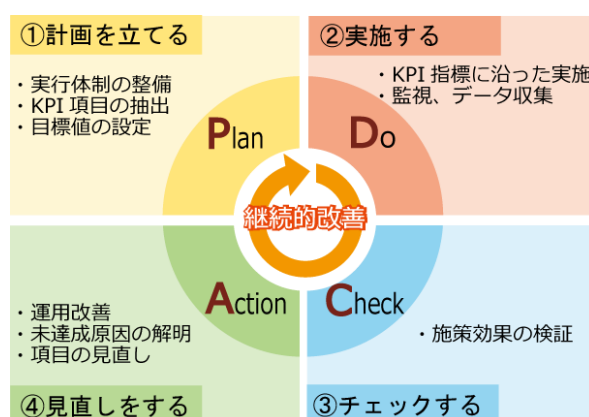 ①計画を立てる
・実行体制の整備
・KPI 項目の抽出
・目標値の設定
Plan
②実施する
・KPI 指標に沿った実施
・監視、データ収集
Do
継続的改善
Action
・運用改善
・未達成原因の解明
・項目の見直し
④見直しをする
Check
・施策効果の検証
③チェックする